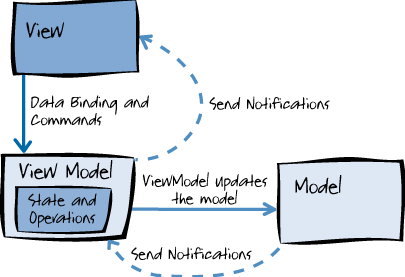 View
Data Binding and
Commands
Send Notifications
View Model
State and
Operations
ViewModel updates
the model
Model
Send Notifications